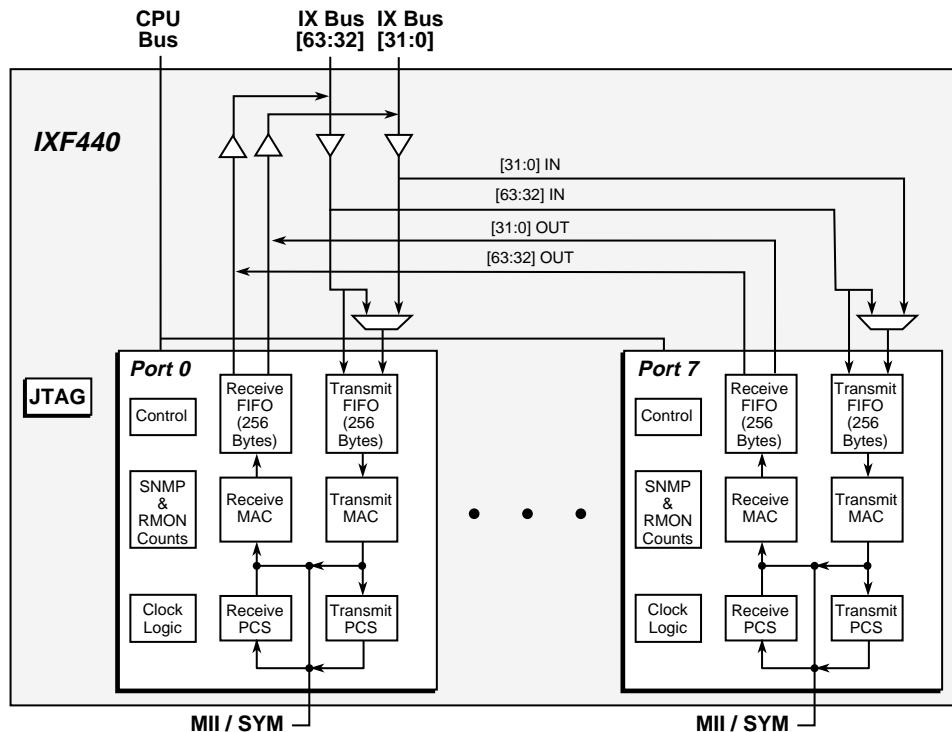 CPU
Bus
IX Bus
[63:32]
IX Bus
[31:0]
IXF440
[31:0] IN
[63:32] IN
[31:0] OUT
[63:32] OUT
JTAG
Port 0
Control
Receive
FIFO
(256
Bytes)
Transmit
FIFO
(256
Bytes)
SNMP
&
RMON
Counts
Receive
MAC
Transmit
MAC
Clock
Logic
Receive
PCS
Transmit
PCS
MII / SYM
Port 7
Control
Receive
FIFO
(256
Bytes)
Transmit
FIFO
(256
Bytes)
SNMP
&
RMON
Counts
Receive
MAC
Transmit
MAC
Clock
Logic
Receive
PCS
Transmit
PCS
MII / SYM